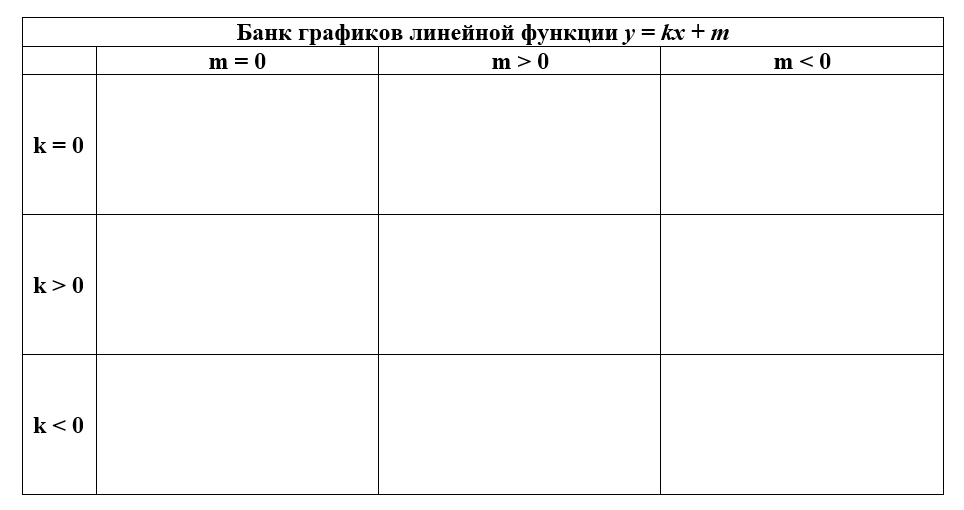 Банк графиков линейной функции y = kx + m
m = 0 m > 0 m < 0
k = 0
k > 0
k < 0